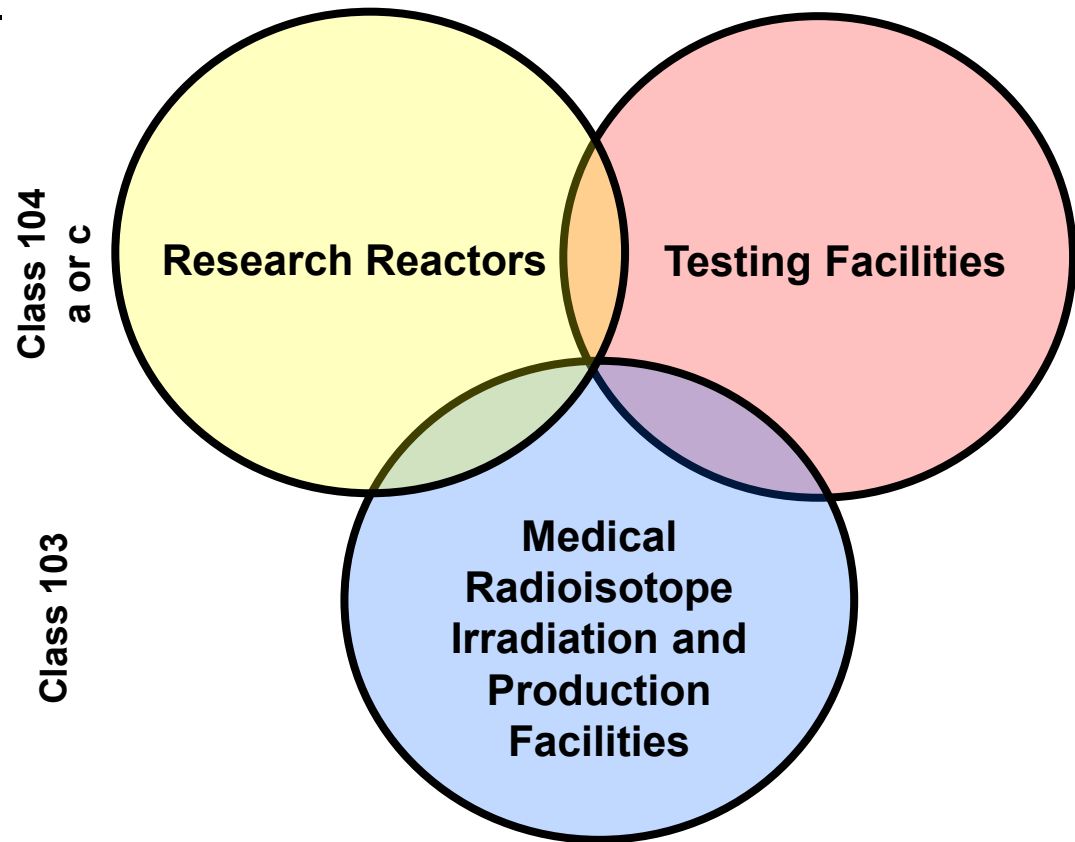 Class 104
a or c
Research Reactors
Testing Facilities
Class 103
Medical
Radioisotope
Irradiation and
Production
Facilities